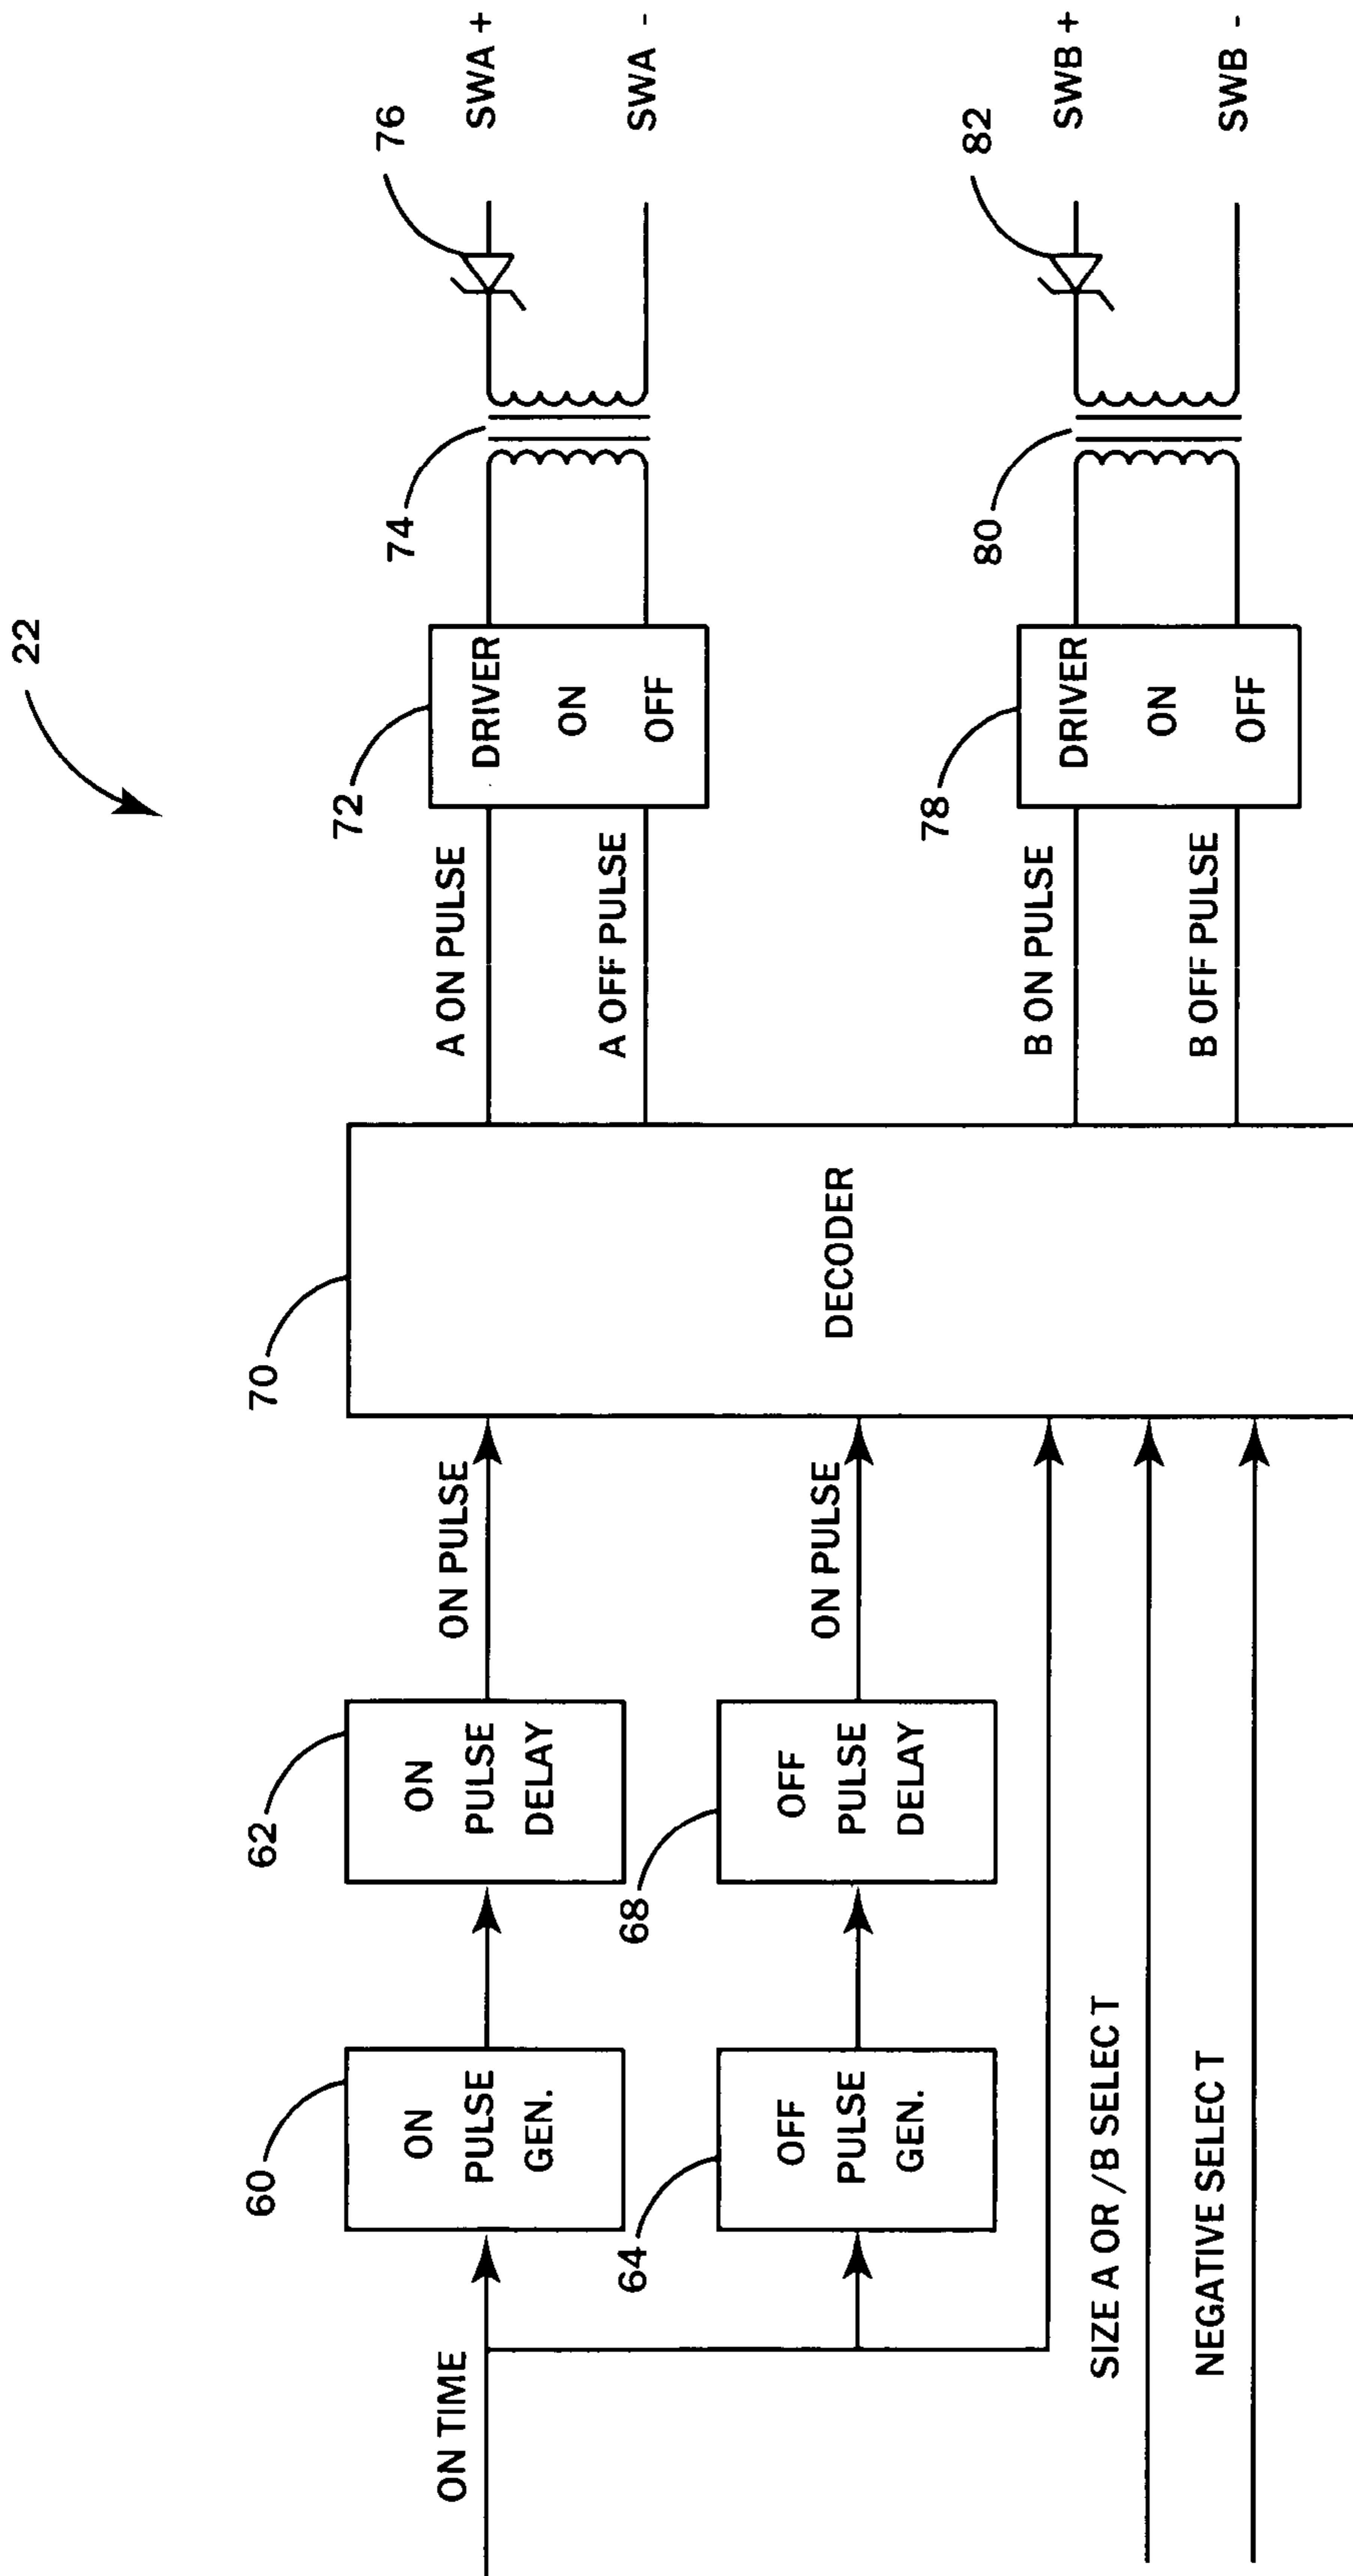 22
ON TIME
60
ON
PULSE
GEN.
62
ON
PULSE
DELAY
ON PULSE
64
OFF
PULSE
GEN.
68
OFF
PULSE
DELAY
ON PULSE
SIZE A OR /B SELECT
NEGATIVE SELECT
70
DECODER
A ON PULSE
A OFF PULSE
72
DRIVER
ON
OFF
74
76
SWA +
SWA -
B ON PULSE
B OFF PULSE
78
DRIVER
ON
OFF
80
82
SWB +
SWB -